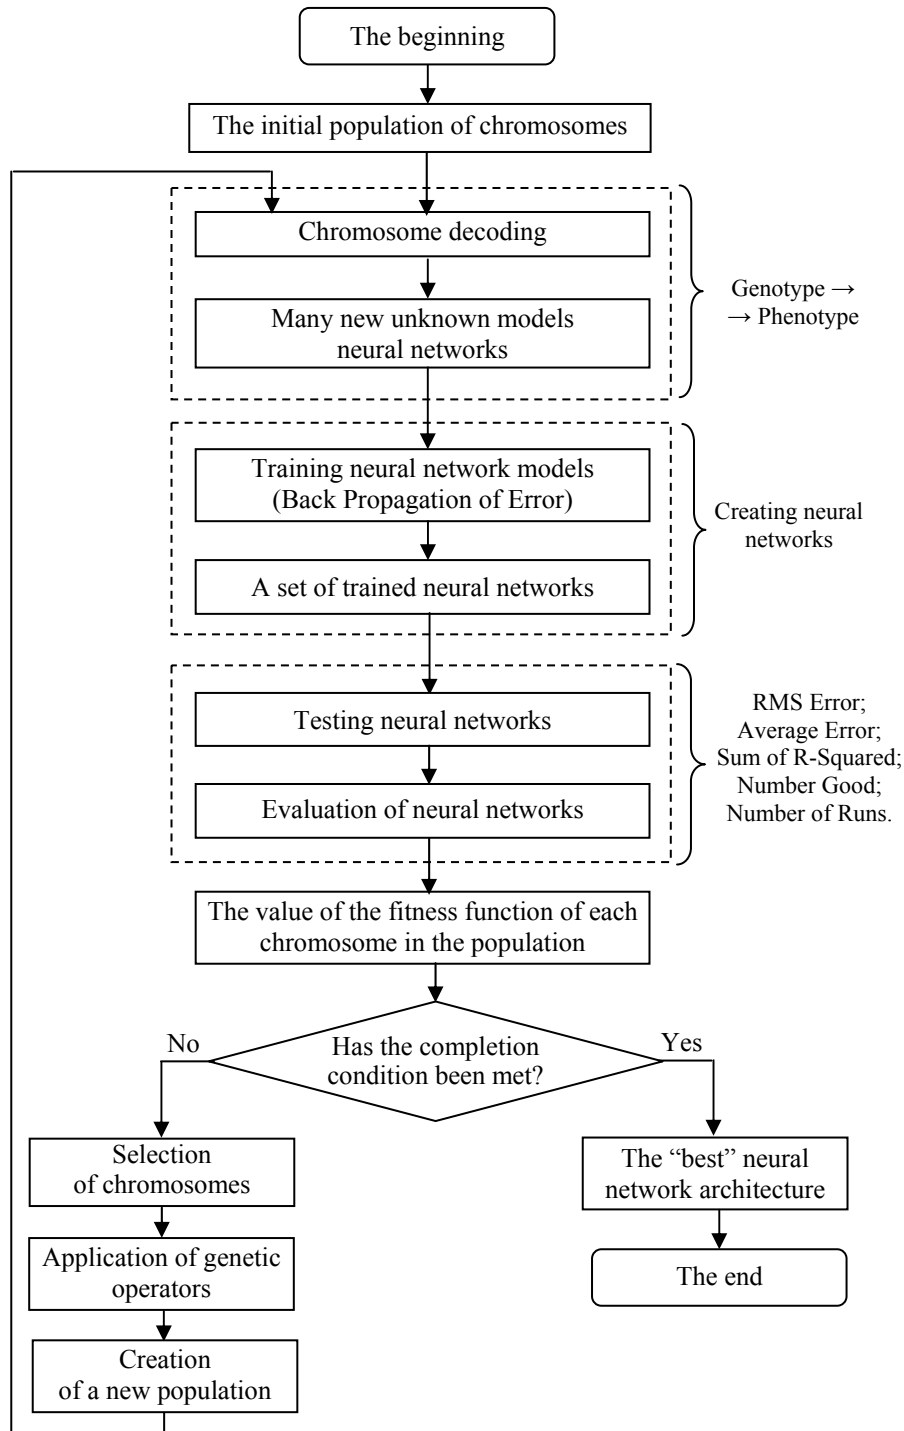 The beginning
The initial population of chromosomes
Chromosome decoding
Many new unknown models
neural networks
Genotype →
→ Phenotype
Training neural network models
(Back Propagation of Error)
A set of trained neural networks
Creating neural
networks
Testing neural networks
Evaluation of neural networks
RMS Error;
Average Error;
Sum of R-Squared;
Number Good;
Number of Runs.
The value of the fitness function of each
chromosome in the population
Has the completion
condition been met?
No
Yes
Selection
of chromosomes
Application of genetic
operators
Creation
of a new population
The “best” neural
network architecture
The end